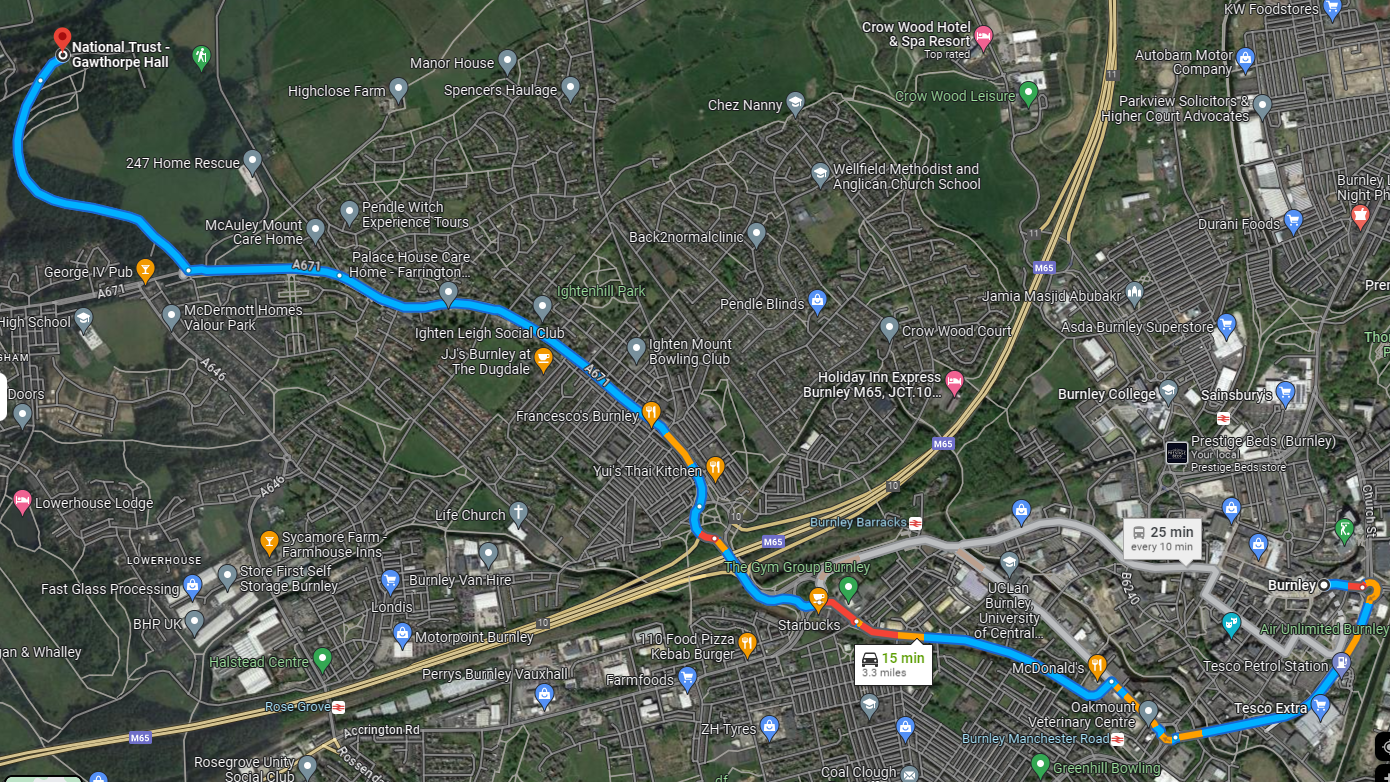 KW Foodstores
Crow Wood Hotel
& Spa Resort
Top rated
National Trust -
Gawthorpe Hall
Manor House
Autobarn Motor
Company
Highclose Farm
Spencers Haulage
11
Chez Nanny
Crow Wood Leisure
Parkview Solicitors &
Higher Court Advocates
247 Home Rescue
Wellfield Methodist and
Anglican Church School
Burnley L
Night Ph
Pendle Witch
Experience Tours
McAuley Mount
Care Home
Durani Foods
Back2normalclinic
11
Palace House Care
Home - Farrington...
A671
George IV Pub
M65
A671
Ightenhill Park
Jamia Masjid Abubakr
Pren
McDermott Homes
Valour Park
High School
Pendle Blinds
Ighten Leigh Social Club
Crow Wood Court
Asda Burnley Superstore
Tho
P
Ighten Mount
Bowling Club
JJ's Burnley at
The Dugdale
GHAM
A646
A671
Holiday Inn Express
Burnley M65, JCT.10...
Doors
Burnley College
Sainsbury's
Francesco's Burnley
M65
Prestige Beds (Burnley)
Your local
Prestige Beds store
Yui's Thai Kitchen
A646
10
Church St
Lowerhouse Lodge
Life Church
10
Burnley Barracks
Sycamore Farm -
Farmhouse Inns
M65
25 min
every 10 min
LOWERHOUSE
The Gym Group Burnley
Store First Self
Storage Burnley
Burnley Van Hire
Fast Glass Processing
B6240
Burnley
UCLan
Burnley,
University
of Central...
Londis
BHP UK
10
Starbucks
Motorpoint Burnley
Air Unlimited Burnley
110 Food Pizza
Kebab Burger
gan & Whalley
Halstead Centre
15 min
3.3 miles
McDonald's
Tesco Petrol Station
Perrys Burnley Vauxhall
Farmfoods
Rose Grove
Oakmount
Veterinary Centre
Tesco Extra
Accrington Rd
ZH Tyres
M65
Burnley Manchester Road
Rossend
Rosegrove Unity
Social Club
Coal Clough
Greenhill Bowling
df